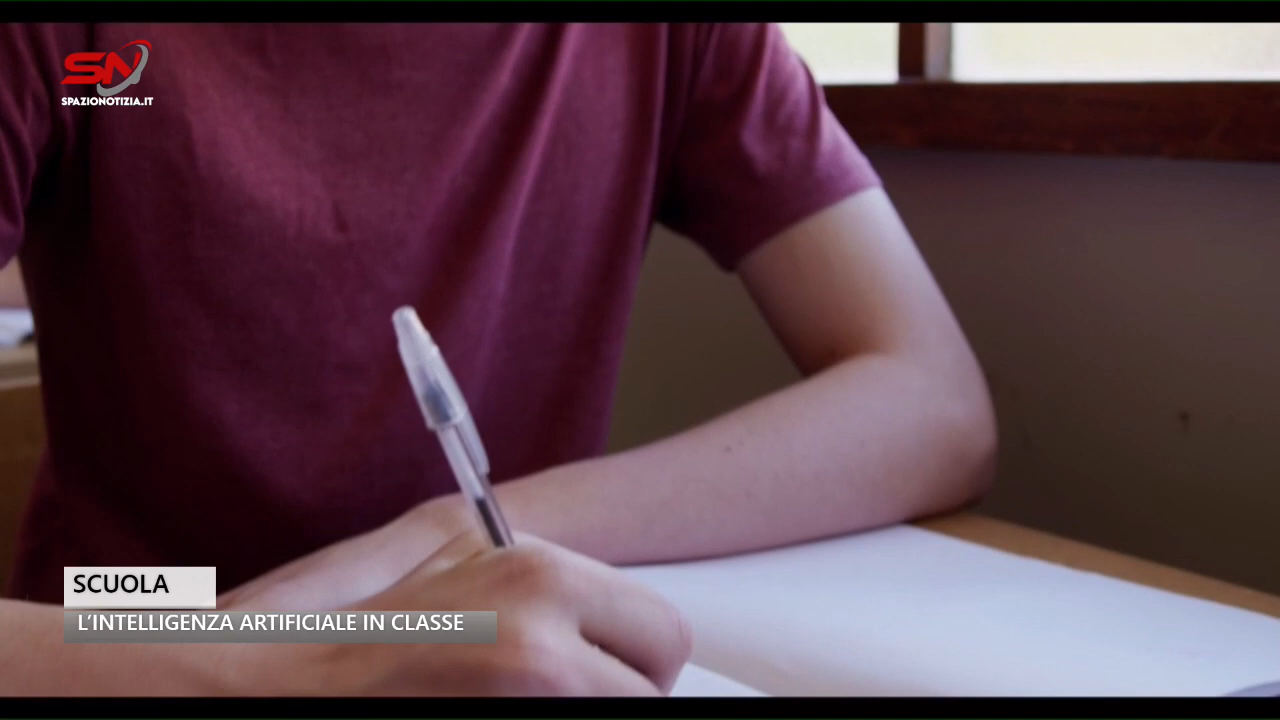 SN
SPAZIONOTIZIA.IT
SCUOLA
L'INTELLIGENZA ARTIFICIALE IN CLASSE